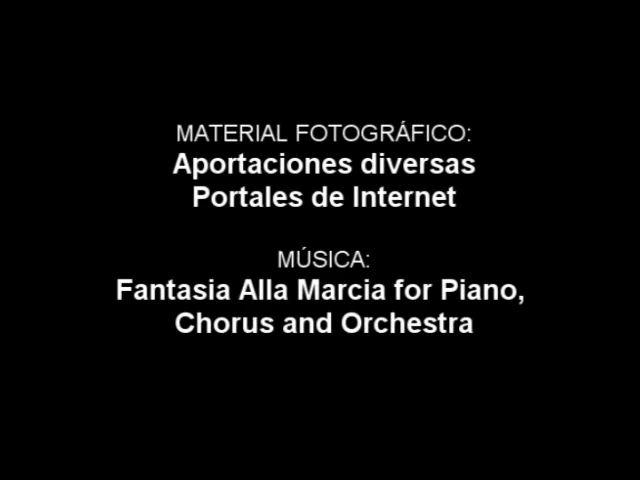 MATERIAL FOTOGRÁFICO:
Aportaciones diversas
Portales de Internet
MÚSICA:
Fantasia Alla Marcia for Piano,
Chorus and Orchestra